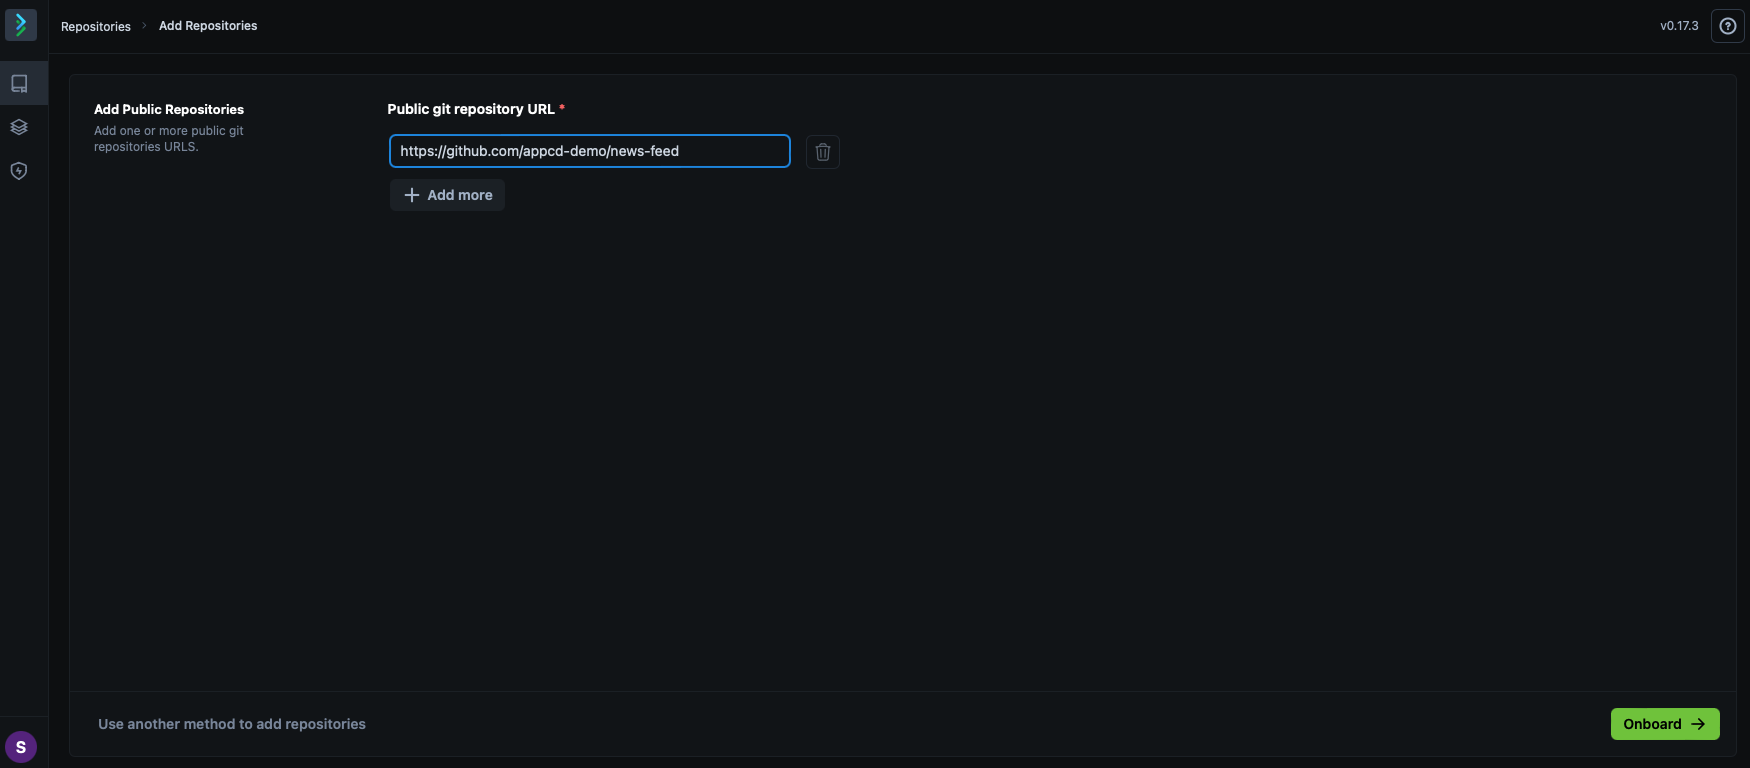 Repositories > Add Repositories
v0.17.3
Add Public Repositories
Add one or more public git
repositories URLS.
Public git repository URL *
https://github.com/appcd-demo/news-feed
Add more
Use another method to add repositories
Onboard →
S